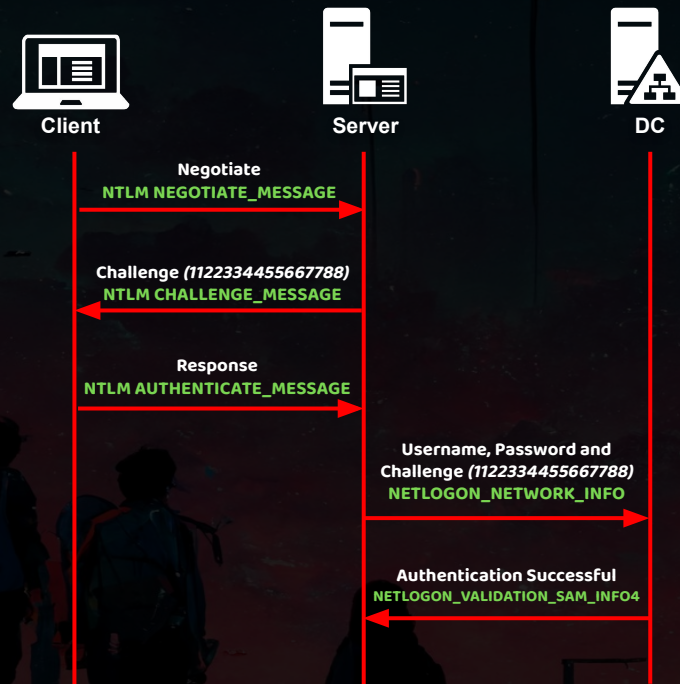 Client
Server
DC
Negotiate
NTLM NEGOTIATE_MESSAGE
Challenge (1122334455667788)
NTLM CHALLENGE_MESSAGE
Response
NTLM AUTHENTICATE_MESSAGE
Username, Password and
Challenge (1122334455667788)
NETLOGON_NETWORK_INFO
Authentication Successful
NETLOGON_VALIDATION_SAM_INFO4